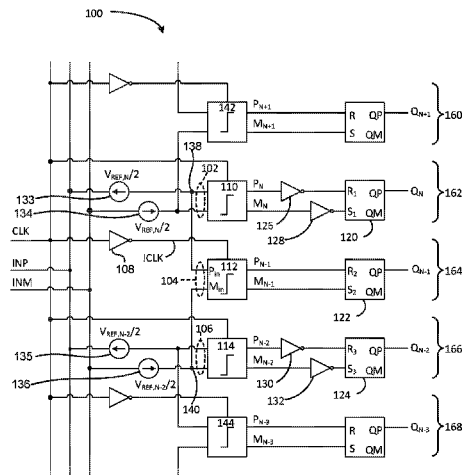 100
142
P_N+1
M_N+1
R QP
S QM
Q_N+1
160
138
102
V_REF,N/2
133
134
V_REF,N/2
110
P_N
M_N
125
128
R_1 QP
S_1 QM
Q_N
120
162
CLK
INP
INM
108
!CLK
104
P_in
M_in
112
P_N-1
M_N-1
R_2 QP
S_2 QM
Q_N-1
122
164
106
V_REF,N-2/2
135
136
V_REF,N-2/2
140
114
P_N-2
M_N-2
130
132
R_3 QP
S_3 QM
Q_N-2
124
166
144
P_N-3
M_N-3
R QP
S QM
Q_N-3
168